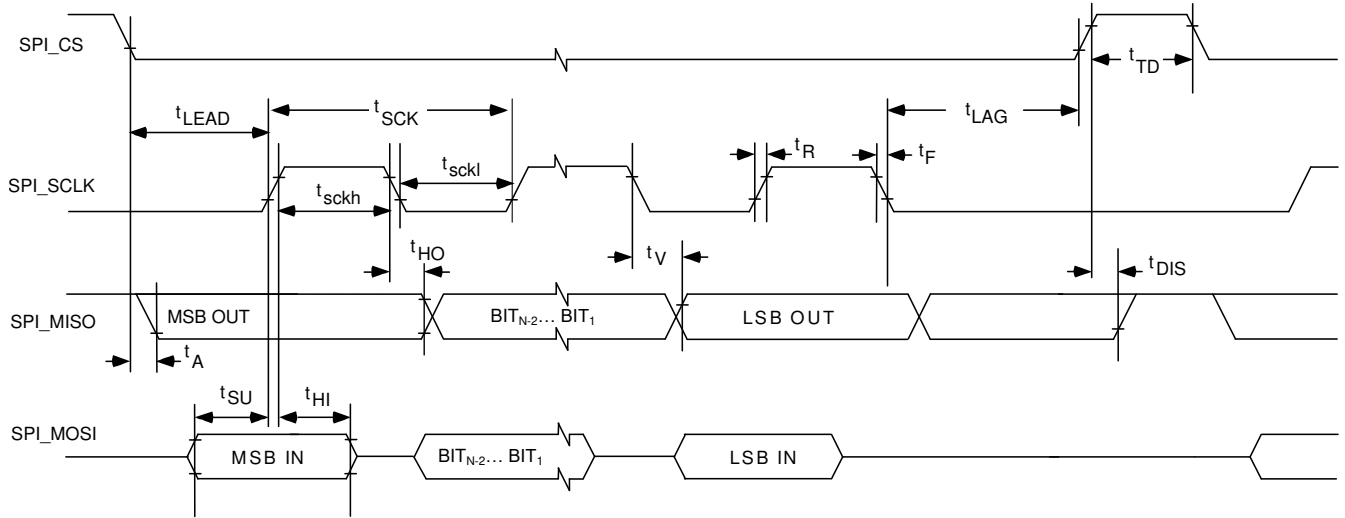 SPI_CS
tTD
tLEAD
tSCK
tLAG
tR
tF
SPI_SCLK
tsckh
tsckl
tHO
tV
tDIS
SPI_MISO
MSB OUT
BITN-2... BIT1
LSB OUT
tA
tSU
tHI
SPI_MOSI
MSB IN
BITN-2... BIT1
LSB IN